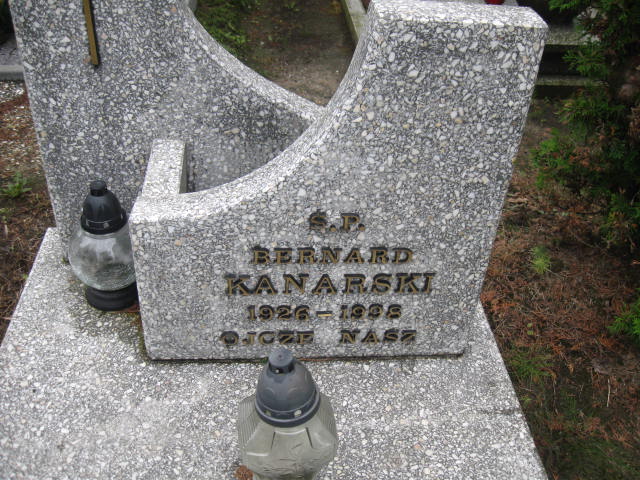 Ś.P.
BERNARD
KANARSKI
1926-1998
OJCZE NASZ